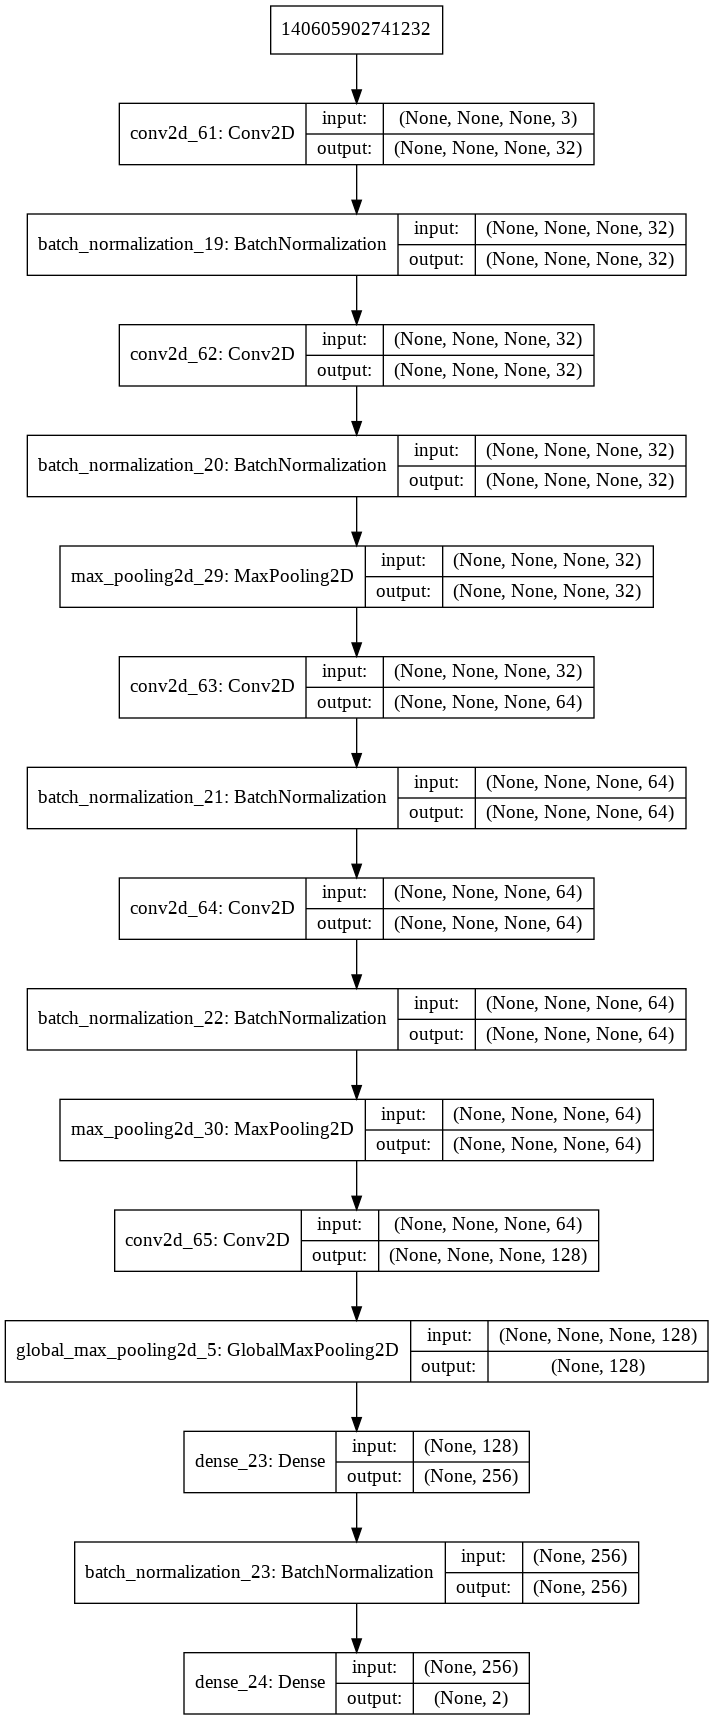 140605902741232
conv2d_61: Conv2D
input: (None, None, None, 3)
output: (None, None, None, 32)
batch_normalization_19: BatchNormalization
input: (None, None, None, 32)
output: (None, None, None, 32)
conv2d_62: Conv2D
input: (None, None, None, 32)
output: (None, None, None, 32)
batch_normalization_20: BatchNormalization
input: (None, None, None, 32)
output: (None, None, None, 32)
max_pooling2d_29: MaxPooling2D
input: (None, None, None, 32)
output: (None, None, None, 32)
conv2d_63: Conv2D
input: (None, None, None, 32)
output: (None, None, None, 64)
batch_normalization_21: BatchNormalization
input: (None, None, None, 64)
output: (None, None, None, 64)
conv2d_64: Conv2D
input: (None, None, None, 64)
output: (None, None, None, 64)
batch_normalization_22: BatchNormalization
input: (None, None, None, 64)
output: (None, None, None, 64)
max_pooling2d_30: MaxPooling2D
input: (None, None, None, 64)
output: (None, None, None, 64)
conv2d_65: Conv2D
input: (None, None, None, 64)
output: (None, None, None, 128)
global_max_pooling2d_5: GlobalMaxPooling2D
input: (None, None, None, 128)
output: (None, 128)
dense_23: Dense
input: (None, 128)
output: (None, 256)
batch_normalization_23: BatchNormalization
input: (None, 256)
output: (None, 256)
dense_24: Dense
input: (None, 256)
output: (None, 2)